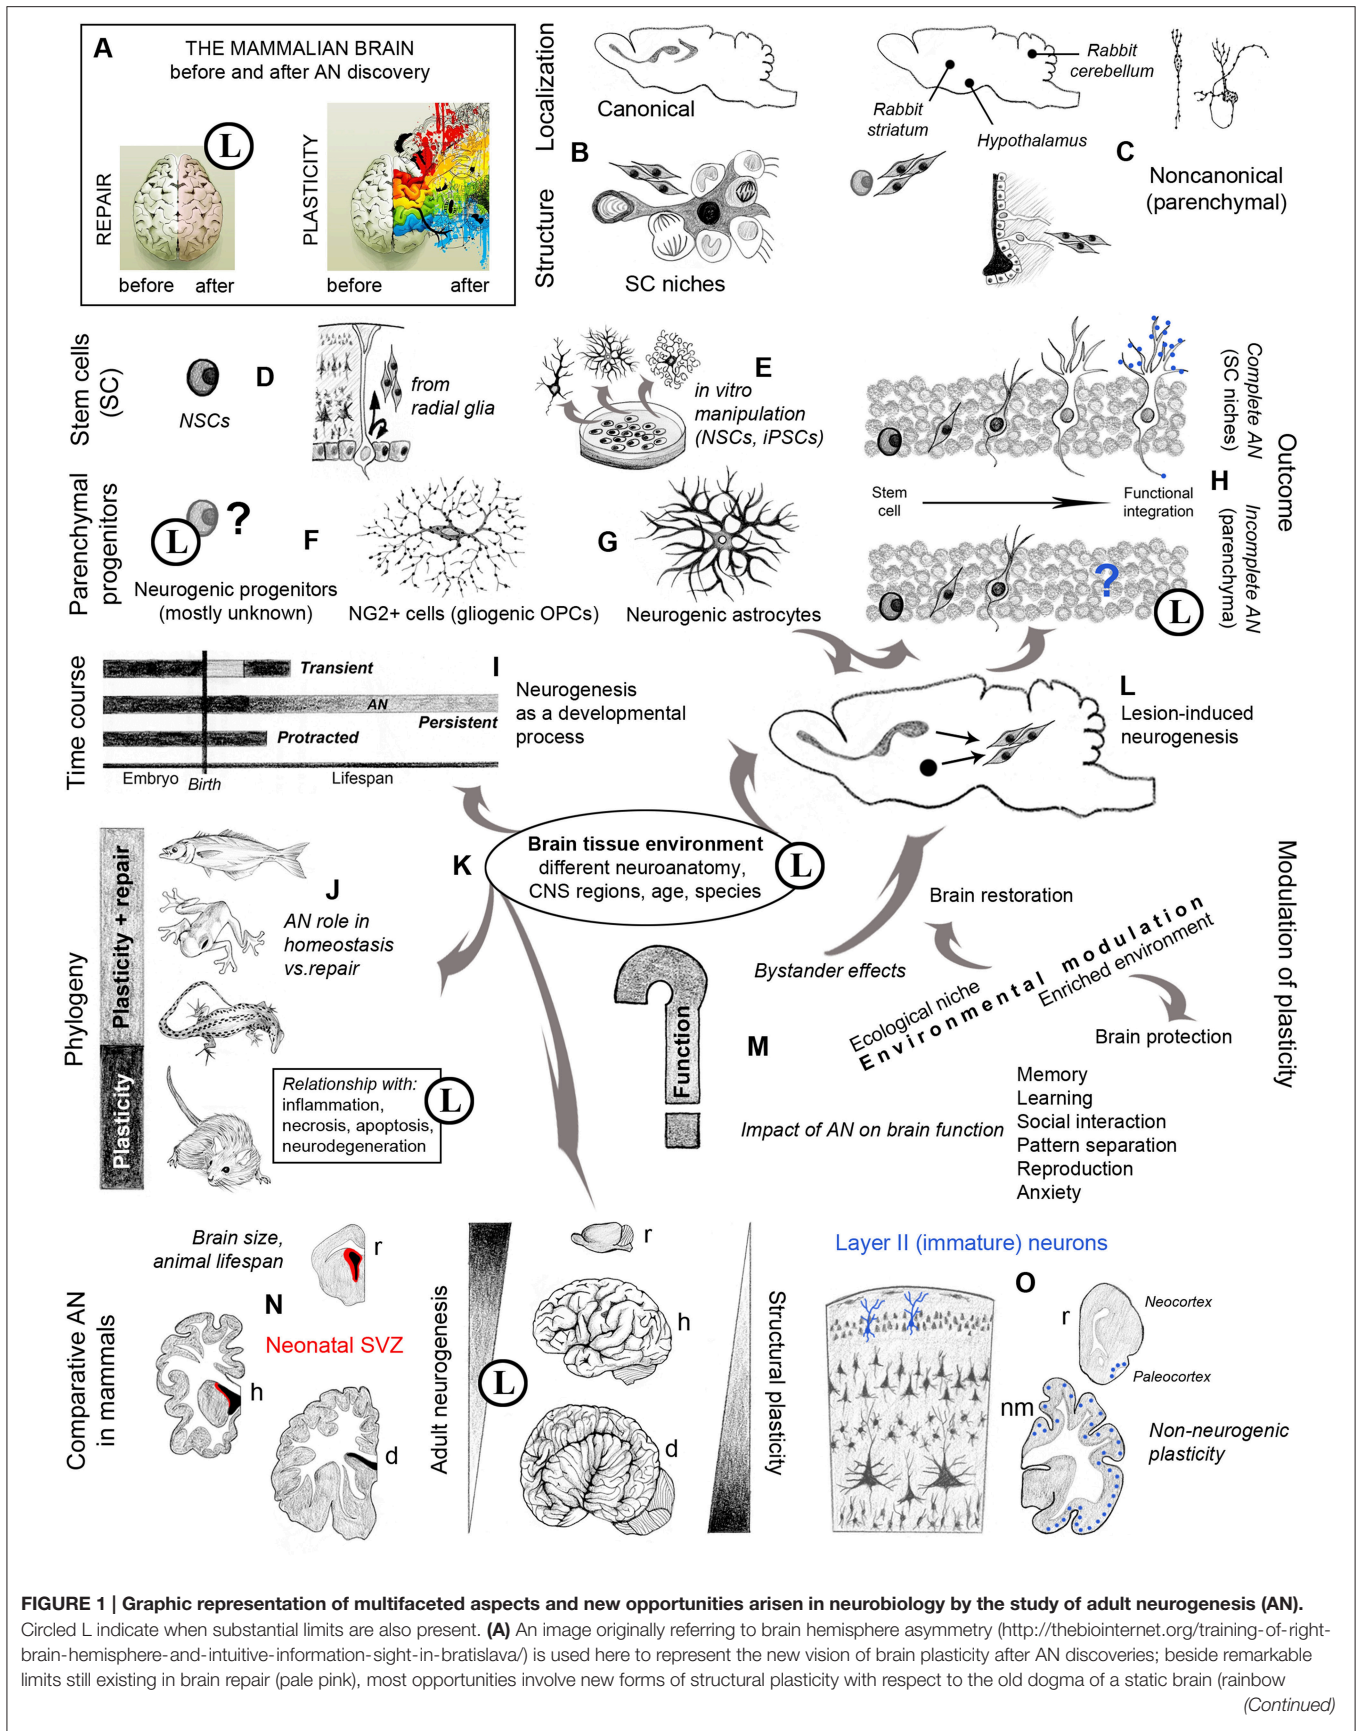 A
THE MAMMALIAN BRAIN
before and after AN discovery
REPAIR
L
before after
PLASTICITY
before after
Localization
Canonical
Structure
B
SC niches
Rabbit
cerebellum
Rabbit
striatum
Hypothalamus
C
Noncanonical
(parenchymal)
Stem cells
(SC)
NSCs
D
from
radial glia
E
in vitro
manipulation
(NSCs, iPSCs)
Complete AN
(SC niches)
Outcome
H
Stem
cell
Functional
integration
Incomplete AN
(parenchyma)
?
L
Parenchymal
progenitors
L
?
Neurogenic progenitors
(mostly unknown)
F
NG2+ cells (gliogenic OPCs)
G
Neurogenic astrocytes
Time course
Transient
I
AN
Persistent
Protracted
Embryo Birth Lifespan
Neurogenesis
as a developmental
process
L
Lesion-induced
neurogenesis
K
Brain tissue environment
different neuroanatomy,
CNS regions, age, species
L
Phylogeny
Plasticity + repair
Plasticity
J
AN role in
homeostasis
vs.repair
Relationship with:
inflammation,
necrosis, apoptosis,
neurodegeneration
L
Function
M
Bystander effects
Brain restoration
Ecological niche
Environmental modulation
Enriched environment
Brain protection
Modulation of plasticity
Impact of AN on brain function
Memory
Learning
Social interaction
Pattern separation
Reproduction
Anxiety
Comparative AN
in mammals
Brain size,
animal lifespan
r
N
Neonatal SVZ
h
d
Adult neurogenesis
L
r
h
d
Structural plasticity
Layer II (immature) neurons
O
r
Neocortex
Paleocortex
nm
Non-neurogenic
plasticity
FIGURE 1 | Graphic representation of multifaceted aspects and new opportunities arisen in neurobiology by the study of adult neurogenesis (AN).
Circled L indicate when substantial limits are also present. (A) An image originally referring to brain hemisphere asymmetry (http://thebiointernet.org/training-of-right-
brain-hemisphere-and-intuitive-information-sight-in-bratislava/) is used here to represent the new vision of brain plasticity after AN discoveries; beside remarkable
limits still existing in brain repair (pale pink), most opportunities involve new forms of structural plasticity with respect to the old dogma of a static brain (rainbow
(Continued)